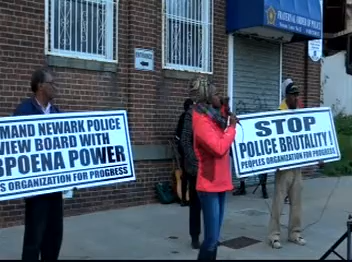 FRATERNAL ORDER OF POLICE
MAND NEWARK POLICE
VIEW BOARD WITH
BPOENA POWER
S ORGANIZATION FOR PROGRESS
STOP
POLICE BRUTALITY!
PEOPLES ORGANIZATION FOR PROGRESS